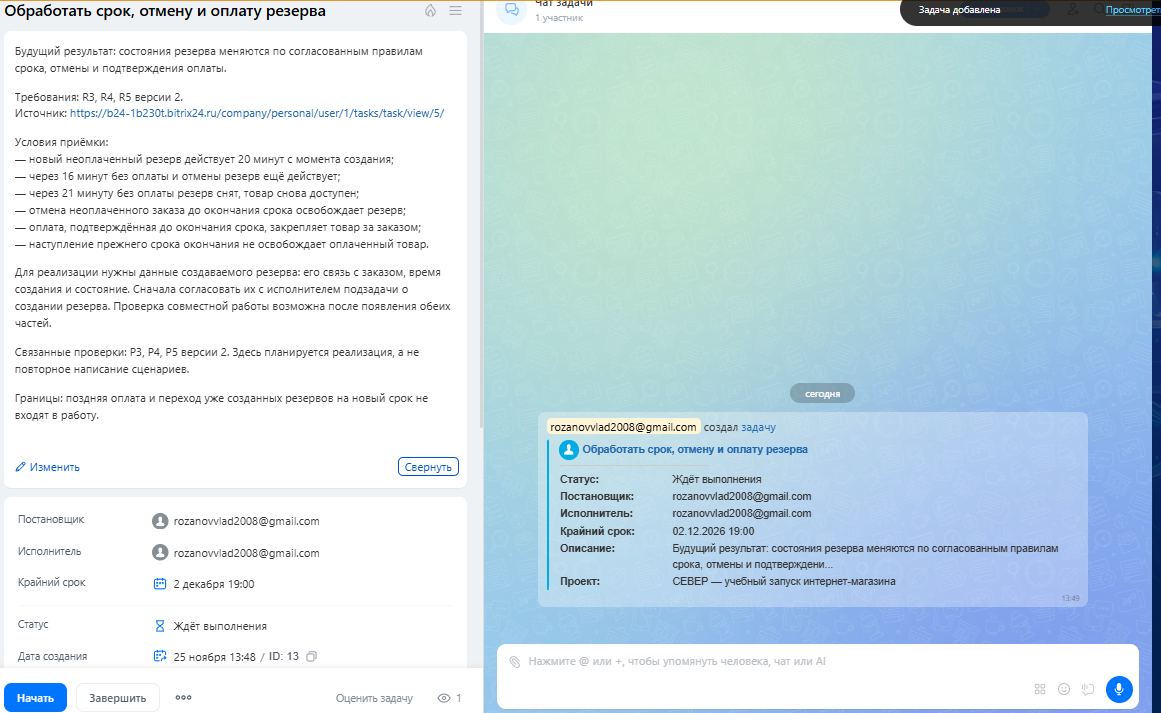 Обработать срок, отмену и оплату резерва
Будущий результат: состояния резерва меняются по согласованным правилам
срока, отмены и подтверждения оплаты.
Требования: R3, R4, R5 версии 2.
Источник: https://b24-1b230t.bitrix24.ru/company/personal/user/1/tasks/task/view/5/
Условия приёмки:
— новый неоплаченный резерв действует 20 минут с момента создания;
— через 16 минут без оплаты и отмены резерв ещё действует;
— через 21 минуту без оплаты резерв снят, товар снова доступен;
— отмена неоплаченного заказа до окончания срока освобождает резерв;
— оплата, подтверждённая до окончания срока, закрепляет товар за заказом;
— наступление прежнего срока окончания не освобождает оплаченный товар.
Для реализации нужны данные создаваемого резерва: его связь с заказом, время
создания и состояние. Сначала согласовать их с исполнителем подзадачи о
создании резерва. Проверка совместной работы возможна после появления обеих
частей.
Связанные проверки: P3, P4, P5 версии 2. Здесь планируется реализация, а не
повторное написание сценариев.
Границы: поздняя оплата и переход уже созданных резервов на новый срок не
входят в работу.
Изменить
Свернуть
Постановщик
rozanovvlad2008@gmail.com
Исполнитель
rozanovvlad2008@gmail.com
Крайний срок
2 декабря 19:00
Статус
Ждёт выполнения
Дата создания
25 ноября 13:48 / ID: 13
Начать
Завершить
Оценить задачу
1
Чат задачи
1 участник
Задача добавлена
Просмотреть
сегодня
rozanovvlad2008@gmail.com создал задачу
Обработать срок, отмену и оплату резерва
Статус: Ждёт выполнения
Постановщик: rozanovvlad2008@gmail.com
Исполнитель: rozanovvlad2008@gmail.com
Крайний срок: 02.12.2026 19:00
Описание: Будущий результат: состояния резерва меняются по согласованным правилам
срока, отмены и подтверждени...
Проект: СЕВЕР — учебный запуск интернет-магазина
13:49
Нажмите @ или +, чтобы упомянуть человека, чат или AI